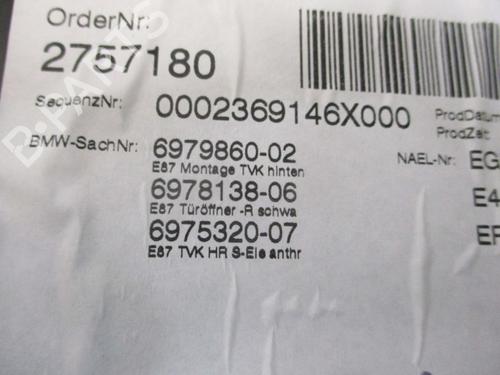 OrderNr:
2757180
SequenzNr: 0002369146X000 ProdDatum
ProdZeit:
BMW-SachNr: 6979860-02 NAEL-Nr:
E87 Montage TVK hinten
6978138-06 E4
E87 Türöffner -R schwa
6975320-07
E87 TVK HR S-Ele anthr
B-PARTS